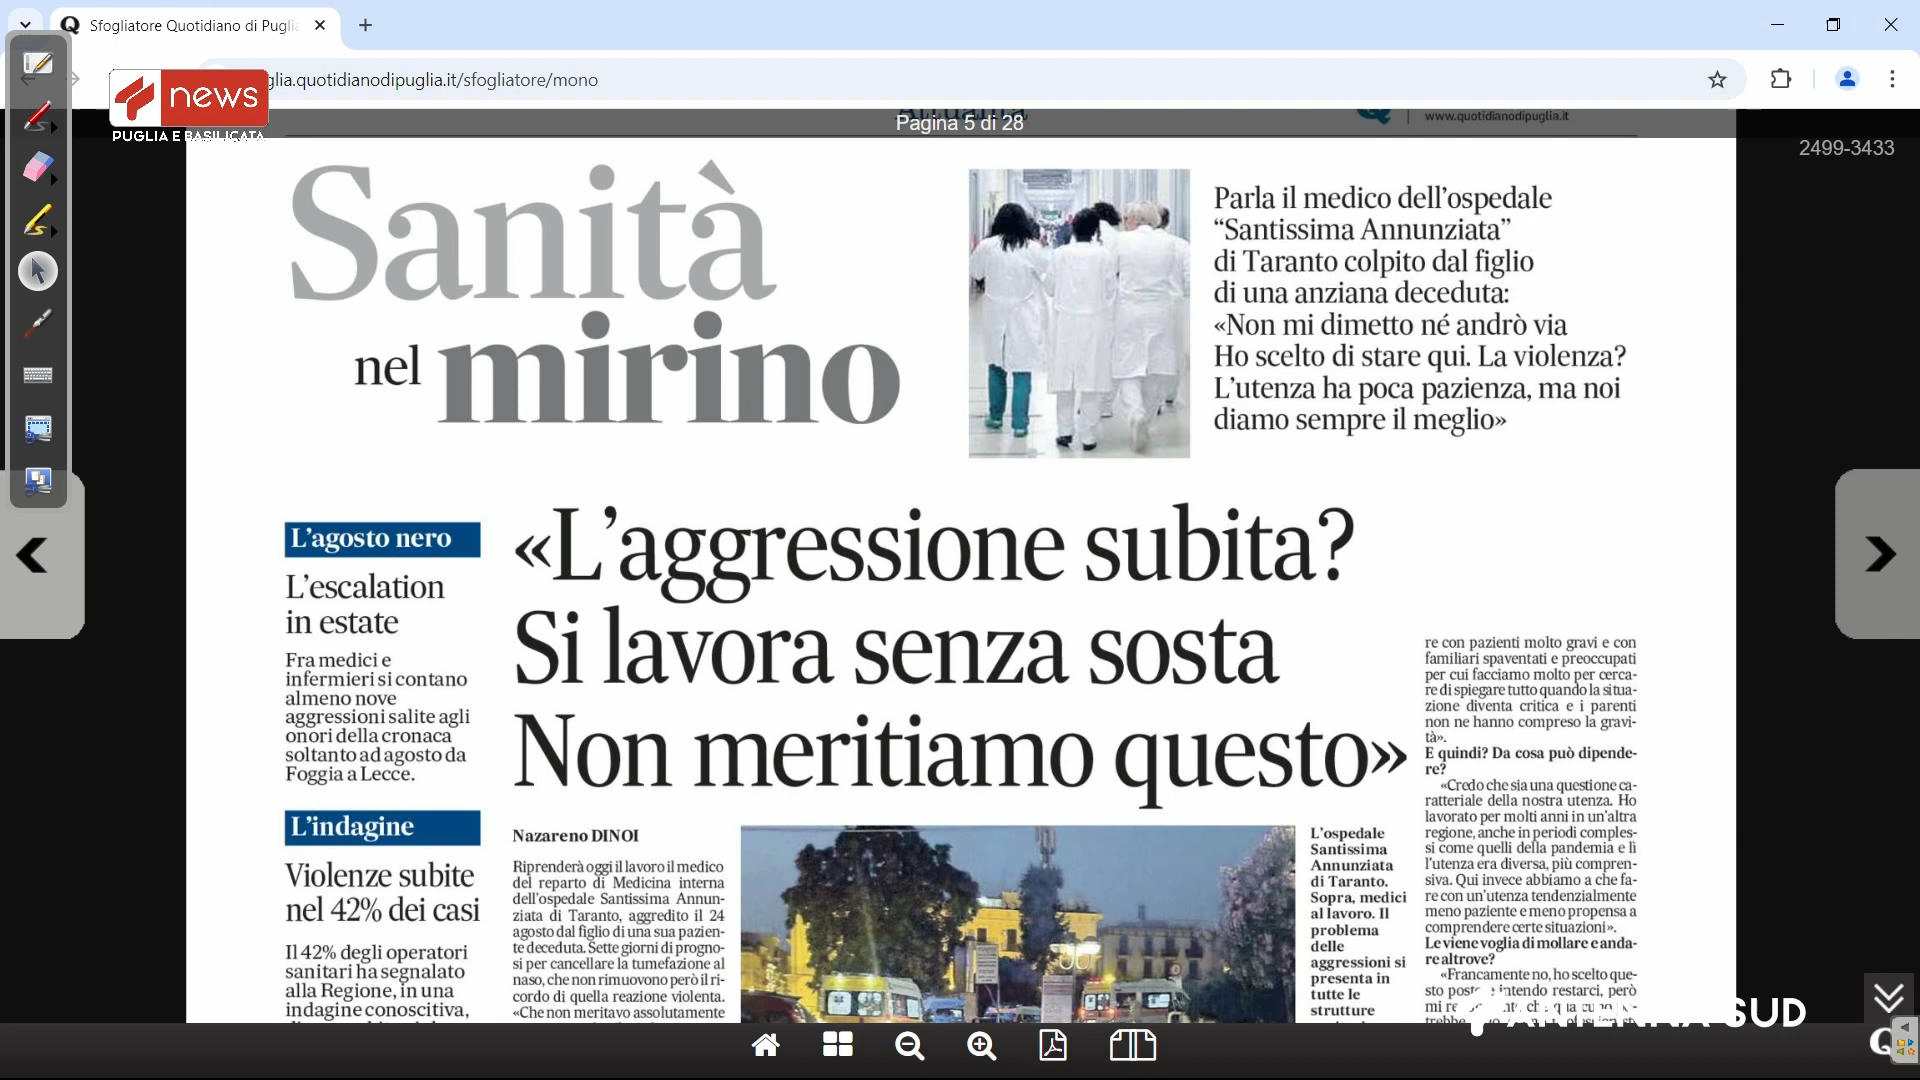 Sfogliatore Quotidiano di Puglia
glia.quotidianodipuglia.it/sfogliatore/mono
news
PUGLIA E BASILICATA
Attualità
Pagina 5 di 28
www.quotidianodipuglia.it
2499-3433
Sanità
nel mirino
Parla il medico dell’ospedale
“Santissima Annunziata”
di Taranto colpito dal figlio
di una anziana deceduta:
«Non mi dimetto né andrò via
Ho scelto di stare qui. La violenza?
L’utenza ha poca pazienza, ma noi
diamo sempre il meglio»
L’agosto nero
L’escalation
in estate
Fra medici e
infermieri si contano
almeno nove
aggressioni salite agli
onori della cronaca
soltanto ad agosto da
Foggia a Lecce.
L’indagine
Violenze subite
nel 42% dei casi
Il 42% degli operatori
sanitari ha segnalato
alla Regione, in una
indagine conoscitiva,
«L’aggressione subita?
Si lavora senza sosta
Non meritiamo questo»
Nazareno DINOI
Riprenderà oggi il lavoro il medico
del reparto di Medicina interna
dell’ospedale Santissima Annun-
ziata di Taranto, aggredito il 24
agosto dal figlio di una sua pazien-
te deceduta. Sette giorni di progno-
si per cancellare la tumefazione al
naso, che non rimuovono però il ri-
cordo di quella reazione violenta.
«Che non meritavo assolutamente
L’ospedale
Santissima
Annunziata
di Taranto.
Sopra, medici
al lavoro. Il
problema
delle
aggressioni si
presenta in
tutte le
strutture
re con pazienti molto gravi e con
familiari spaventati e preoccupati
per cui facciamo molto per cerca-
re di spiegare tutto quando la situa-
zione diventa critica e i parenti
non ne hanno compreso la gravi-
tà».
E quindi? Da cosa può dipende-
re?
«Credo che sia una questione ca-
ratteriale della nostra utenza. Ho
lavorato per molti anni in un’altra
regione, anche in periodi comples-
si come quelli della pandemia e lì
l’utenza era diversa, più compren-
siva. Qui invece abbiamo a che fa-
re con un’utenza tendenzialmente
meno paziente e meno propensa a
comprendere certe situazioni».
Le viene voglia di mollare e anda-
re altrove?
«Francamente no, ho scelto que-
sto posto e intendo restarci, però
ANTENNA SUD